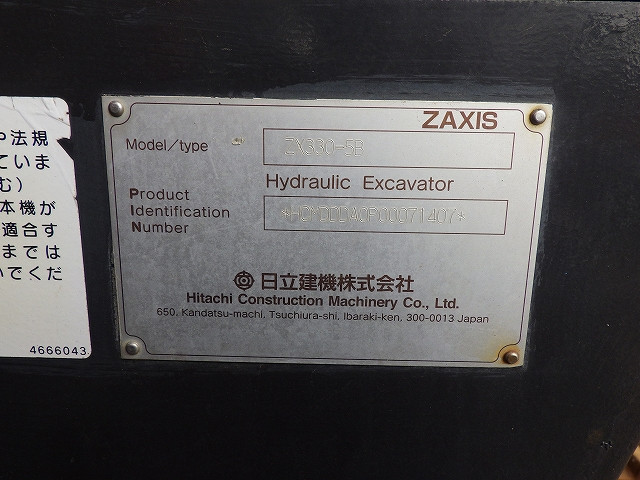 や法規
ていま
む)
本機が
適合す
までは
いでくだ
4666043
ZAXIS
Model/type ZX330-5B
Hydraulic Excavator
Product
Identification
Number
日立建機株式会社
Hitachi Construction Machinery Co., Ltd.
650, Kandatsu-machi, Tsuchiura-shi, Ibaraki-ken, 300-0013 Japan